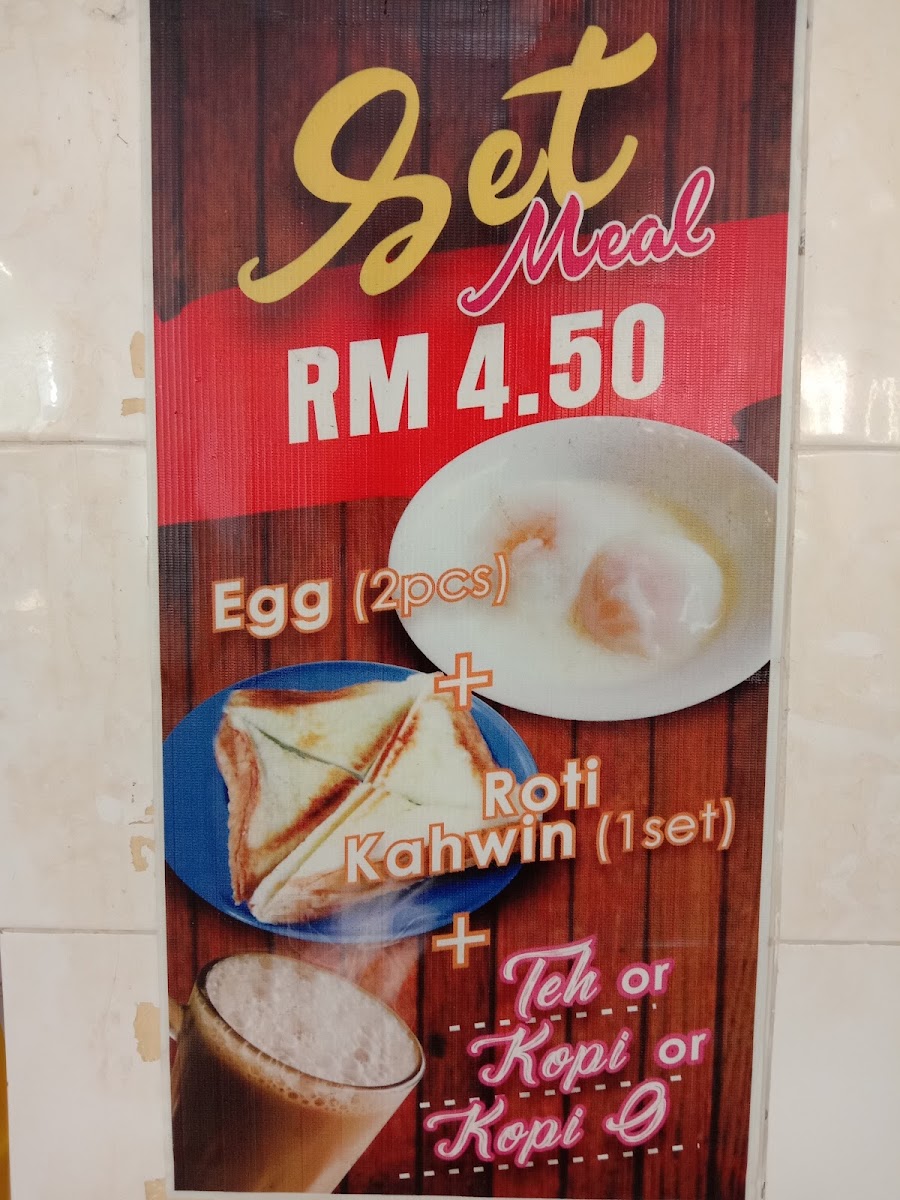 Set
Meal
RM 4.50
Egg (2pcs)
+
Roti
Kahwin (1set)
+
Teh or
Kopi or
Kopi O